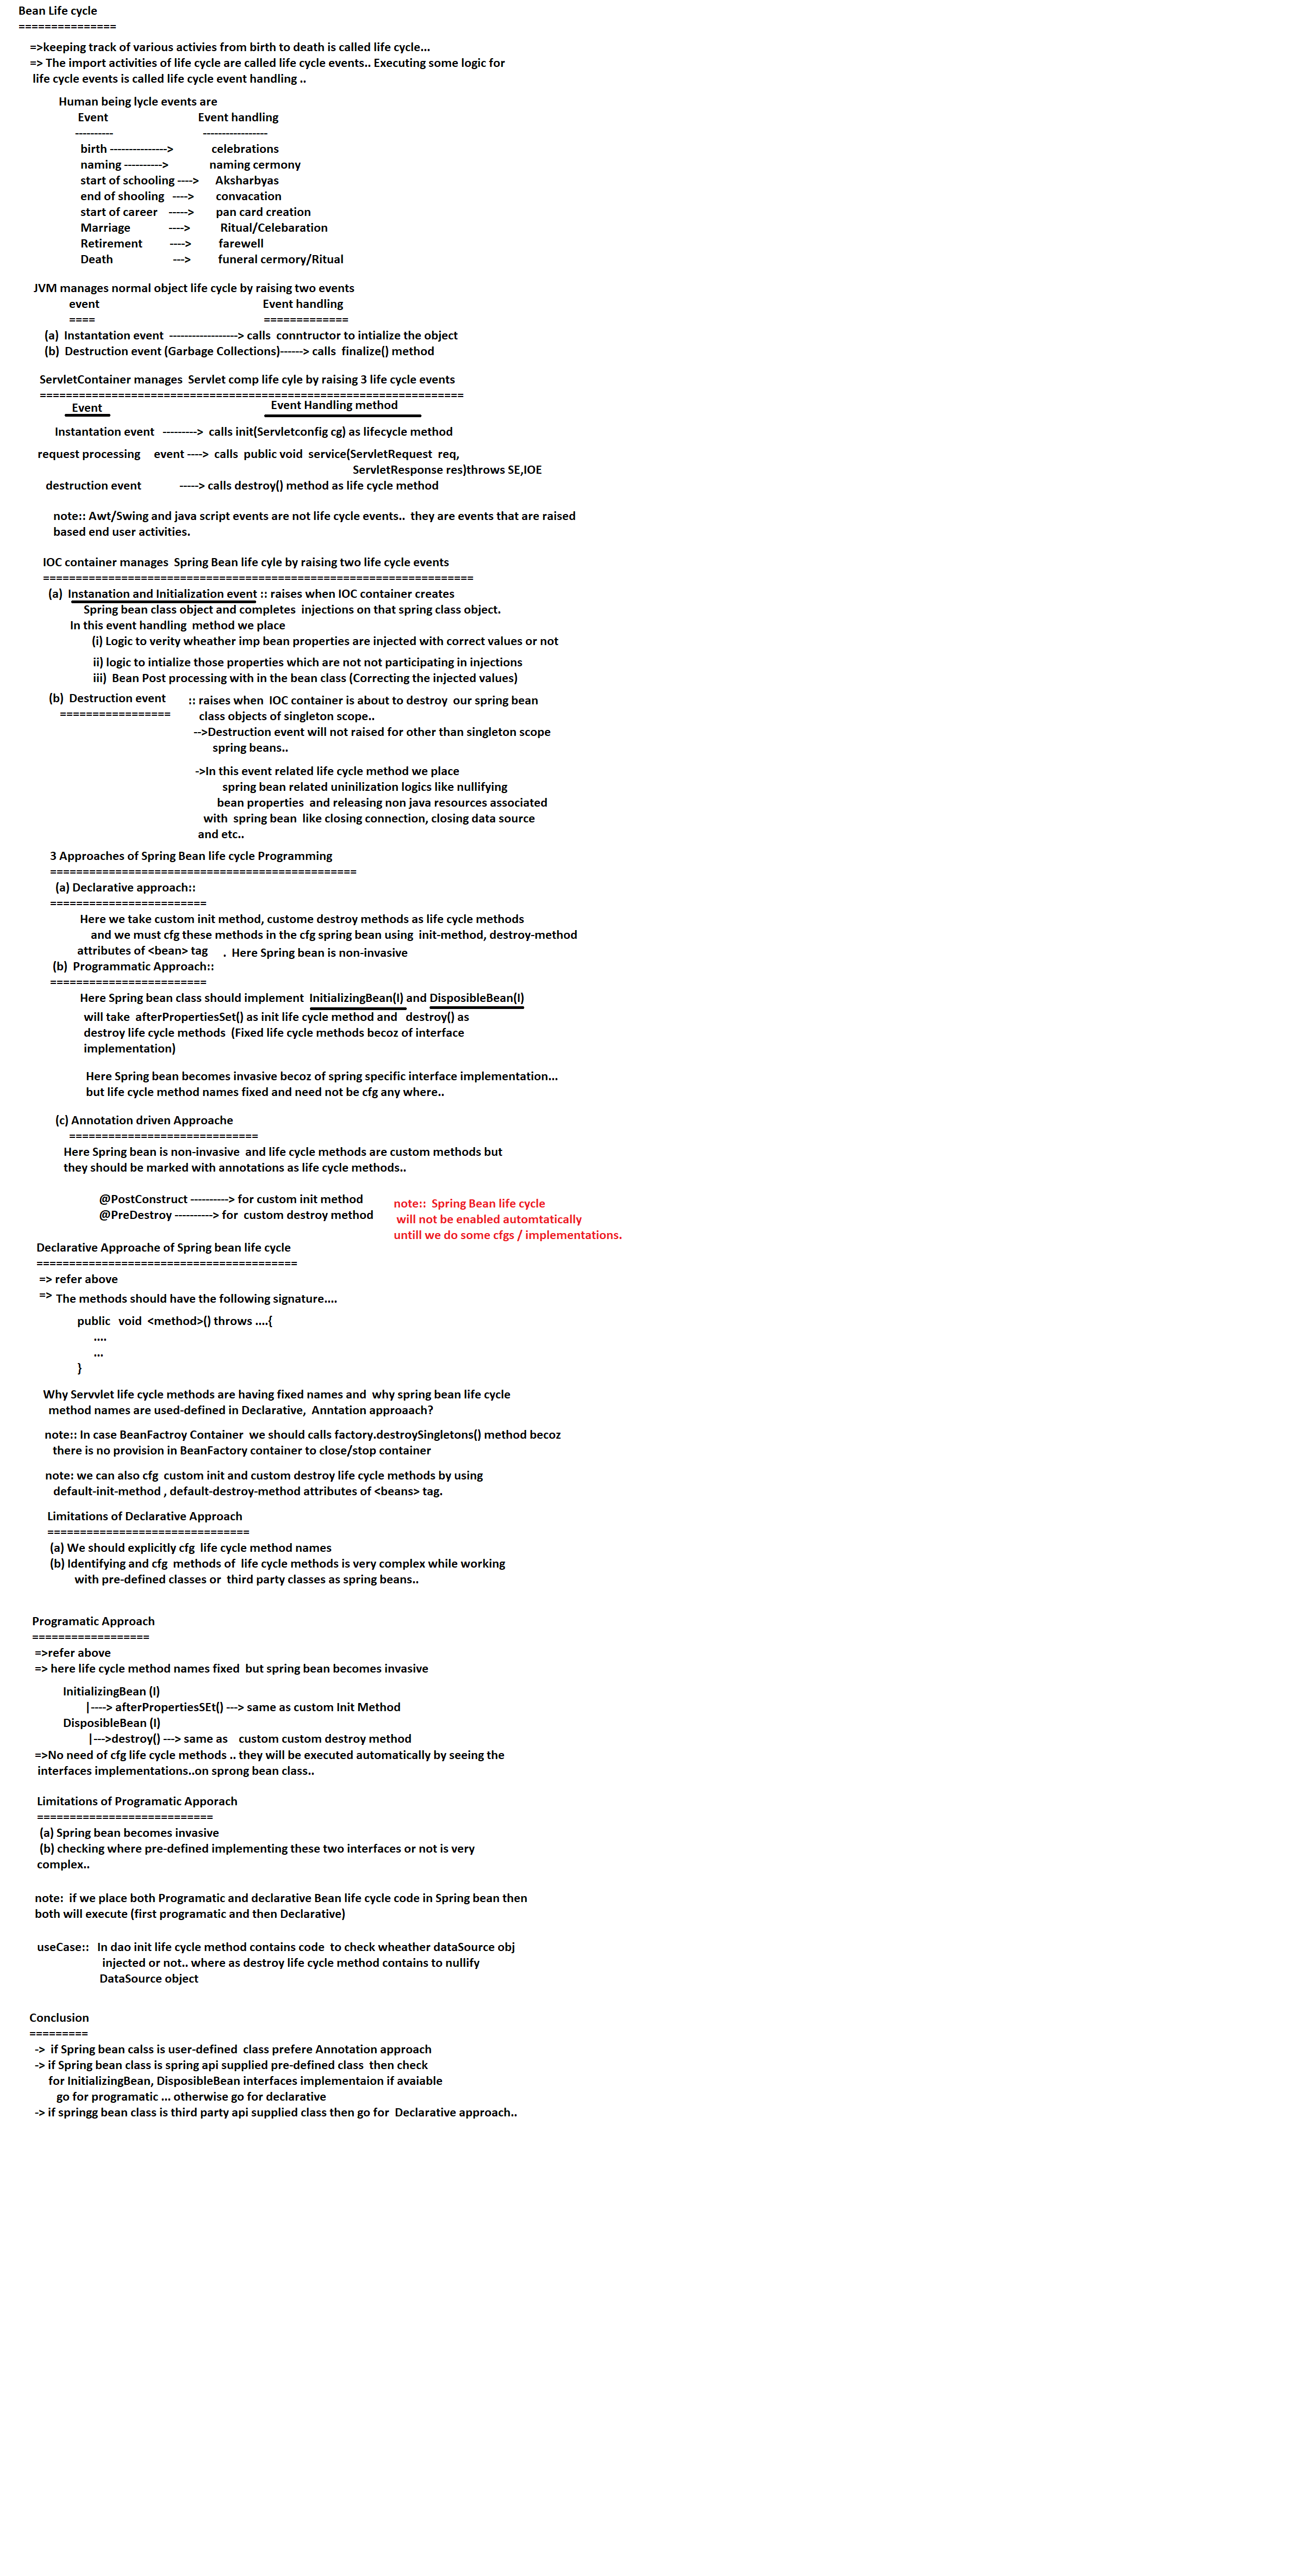 Bean Life cycle
===============
=>keeping track of various activies from birth to death is called life cycle...
=> The import activities of life cycle are called life cycle events.. Executing some logic for
life cycle events is called life cycle event handling ..
Human being lycle events are
Event Event handling
---------- -----------------
birth ---------------> celebrations
naming ----------> naming cermony
start of schooling ----> Aksharbyas
end of shooling ----> convacation
start of career -----> pan card creation
Marriage ----> Ritual/Celebaration
Retirement ----> farewell
Death ---> funeral cermory/Ritual
JVM manages normal object life cycle by raising two events
event Event handling
==== =============
(a) Instantation event ------------------> calls conntructor to intialize the object
(b) Destruction event (Garbage Collections)------> calls finalize() method
ServletContainer manages Servlet comp life cyle by raising 3 life cycle events
=================================================================
Event Event Handling method
Instantation event ---------> calls init(Servletconfig cg) as lifecycle method
request processing event ----> calls public void service(ServletRequest req,
ServletResponse res)throws SE,IOE
destruction event -----> calls destroy() method as life cycle method
note:: Awt/Swing and java script events are not life cycle events.. they are events that are raised
based end user activities.
IOC container manages Spring Bean life cyle by raising two life cycle events
==================================================================
(a) Instanation and Initialization event :: raises when IOC container creates
Spring bean class object and completes injections on that spring class object.
In this event handling method we place
(i) Logic to verity wheather imp bean properties are injected with correct values or not
ii) logic to intialize those properties which are not not participating in injections
iii) Bean Post processing with in the bean class (Correcting the injected values)
(b) Destruction event :: raises when IOC container is about to destroy our spring bean
================= class objects of singleton scope..
-->Destruction event will not raised for other than singleton scope
spring beans..
->In this event related life cycle method we place
spring bean related uninilization logics like nullifying
bean properties and releasing non java resources associated
with spring bean like closing connection, closing data source
and etc..
3 Approaches of Spring Bean life cycle Programming
===============================================
(a) Declarative approach::
========================
Here we take custom init method, custome destroy methods as life cycle methods
and we must cfg these methods in the cfg spring bean using init-method, destroy-method
attributes of <bean> tag . Here Spring bean is non-invasive
(b) Programmatic Approach::
========================
Here Spring bean class should implement InitializingBean(I) and DisposibleBean(I)
will take afterPropertiesSet() as init life cycle method and destroy() as
destroy life cycle methods (Fixed life cycle methods becoz of interface
implementation)
Here Spring bean becomes invasive becoz of spring specific interface implementation...
but life cycle method names fixed and need not be cfg any where..
(c) Annotation driven Approache
=============================
Here Spring bean is non-invasive and life cycle methods are custom methods but
they should be marked with annotations as life cycle methods..
@PostConstruct ----------> for custom init method
@PreDestroy ----------> for custom destroy method
note:: Spring Bean life cycle
will not be enabled automtatically
untill we do some cfgs / implementations.
Declarative Approache of Spring bean life cycle
========================================
=> refer above
=> The methods should have the following signature....
public void <method>() throws ....{
....
...
}
Why Servvlet life cycle methods are having fixed names and why spring bean life cycle
method names are used-defined in Declarative, Anntation approaach?
note:: In case BeanFactroy Container we should calls factory.destroySingletons() method becoz
there is no provision in BeanFactory container to close/stop container
note: we can also cfg custom init and custom destroy life cycle methods by using
default-init-method , default-destroy-method attributes of <beans> tag.
Limitations of Declarative Approach
===============================
(a) We should explicitly cfg life cycle method names
(b) Identifying and cfg methods of life cycle methods is very complex while working
with pre-defined classes or third party classes as spring beans..
Programatic Approach
==================
=>refer above
=> here life cycle method names fixed but spring bean becomes invasive
InitializingBean (I)
|----> afterPropertiesSEt() ---> same as custom Init Method
DisposibleBean (I)
|--->destroy() ---> same as custom custom destroy method
=>No need of cfg life cycle methods .. they will be executed automatically by seeing the
interfaces implementations..on sprong bean class..
Limitations of Programatic Apporach
===========================
(a) Spring bean becomes invasive
(b) checking where pre-defined implementing these two interfaces or not is very
complex..
note: if we place both Programatic and declarative Bean life cycle code in Spring bean then
both will execute (first programatic and then Declarative)
useCase:: In dao init life cycle method contains code to check wheather dataSource obj
injected or not.. where as destroy life cycle method contains to nullify
DataSource object
Conclusion
=========
-> if Spring bean calss is user-defined class prefere Annotation approach
-> if Spring bean class is spring api supplied pre-defined class then check
for InitializingBean, DisposibleBean interfaces implementaion if avaiable
go for programatic ... otherwise go for declarative
-> if springg bean class is third party api supplied class then go for Declarative approach..